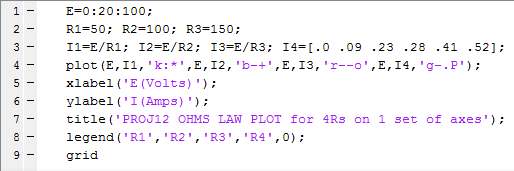 1 - E=0:20:100;
2 - R1=50; R2=100; R3=150;
3 - I1=E/R1; I2=E/R2; I3=E/R3; I4=[.0 .09 .23 .28 .41 .52];
4 - plot(E,I1,'k:*',E,I2,'b-+',E,I3,'r--o',E,I4,'g-.P');
5 - xlabel('E(Volts)');
6 - ylabel('I(Amps)');
7 - title('PROJ12 OHMS LAW PLOT for 4Rs on 1 set of axes');
8 - legend('R1','R2','R3','R4',0);
9 - grid